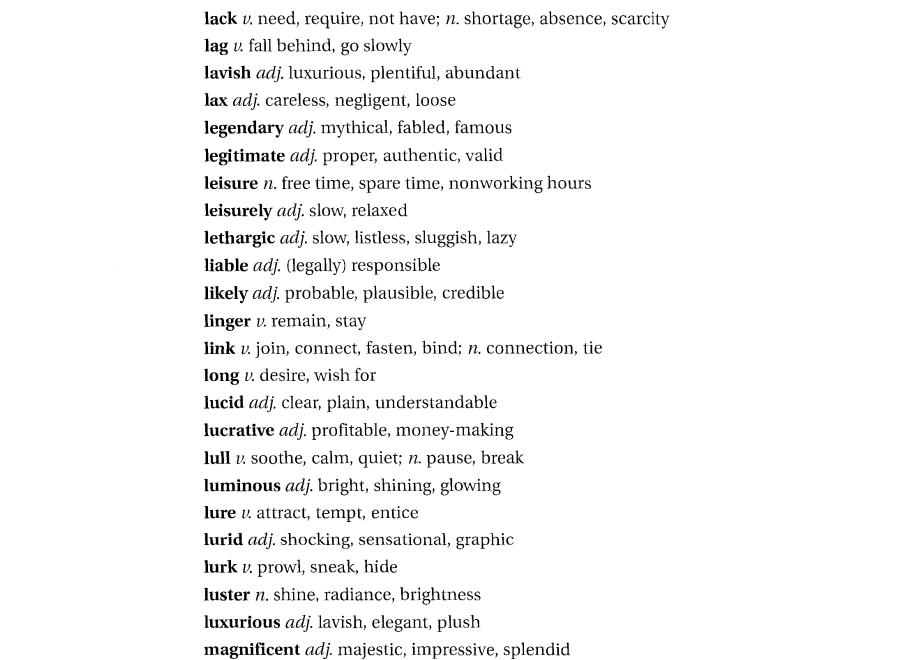 lack v. need, require, not have; n. shortage, absence, scarcity
lag v. fall behind, go slowly
lavish adj. luxurious, plentiful, abundant
lax adj. careless, negligent, loose
legendary adj. mythical, fabled, famous
legitimate adj. proper, authentic, valid
leisure n. free time, spare time, nonworking hours
leisurely adj. slow, relaxed
lethargic adj. slow, listless, sluggish, lazy
liable adj. (legally) responsible
likely adj. probable, plausible, credible
linger v. remain, stay
link v. join, connect, fasten, bind; n. connection, tie
long v. desire, wish for
lucid adj. clear, plain, understandable
lucrative adj. profitable, money-making
lull v. soothe, calm, quiet; n. pause, break
luminous adj. bright, shining, glowing
lure v. attract, tempt, entice
lurid adj. shocking, sensational, graphic
lurk v. prowl, sneak, hide
luster n. shine, radiance, brightness
luxurious adj. lavish, elegant, plush
magnificent adj. majestic, impressive, splendid